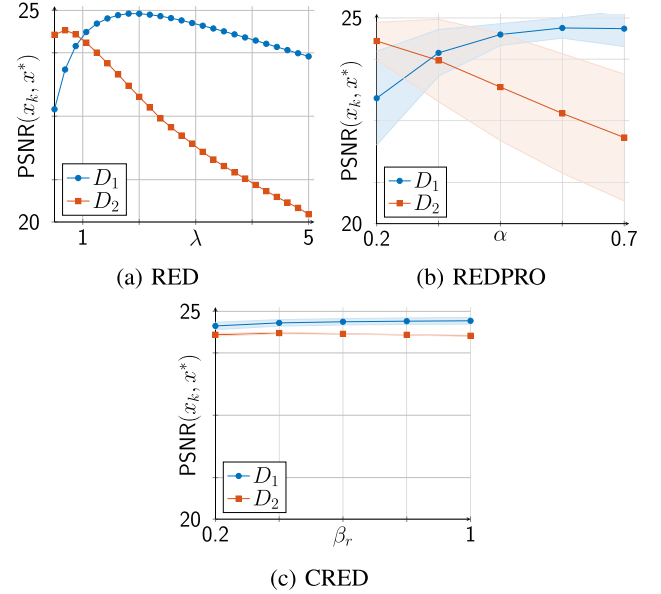 25
PSNR(x_k, x*)
D_1
D_2
20
1
λ
5
(a) RED
25
PSNR(x_k, x*)
D_1
D_2
20
0.2
α
0.7
(b) REDPRO
25
PSNR(x_k, x*)
D_1
D_2
20
0.2
β_r
1
(c) CRED